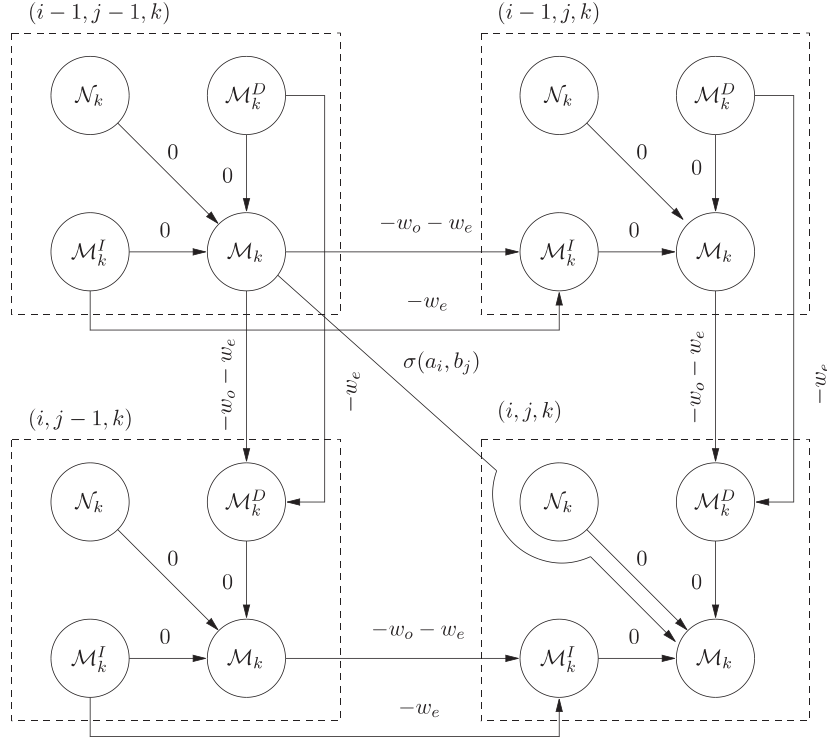 (i − 1, j − 1, k)
(i − 1, j, k)
𝒩_k
ℳ_k^D
𝒩_k
ℳ_k^D
0
0
0
0
ℳ_k^I
0
ℳ_k
−w_o − w_e
ℳ_k^I
0
ℳ_k
−w_e
−w_o − w_e
−w_e
σ(a_i, b_j)
−w_o − w_e
−w_e
(i, j − 1, k)
(i, j, k)
𝒩_k
ℳ_k^D
𝒩_k
ℳ_k^D
0
0
0
0
ℳ_k^I
0
ℳ_k
−w_o − w_e
ℳ_k^I
0
ℳ_k
−w_e